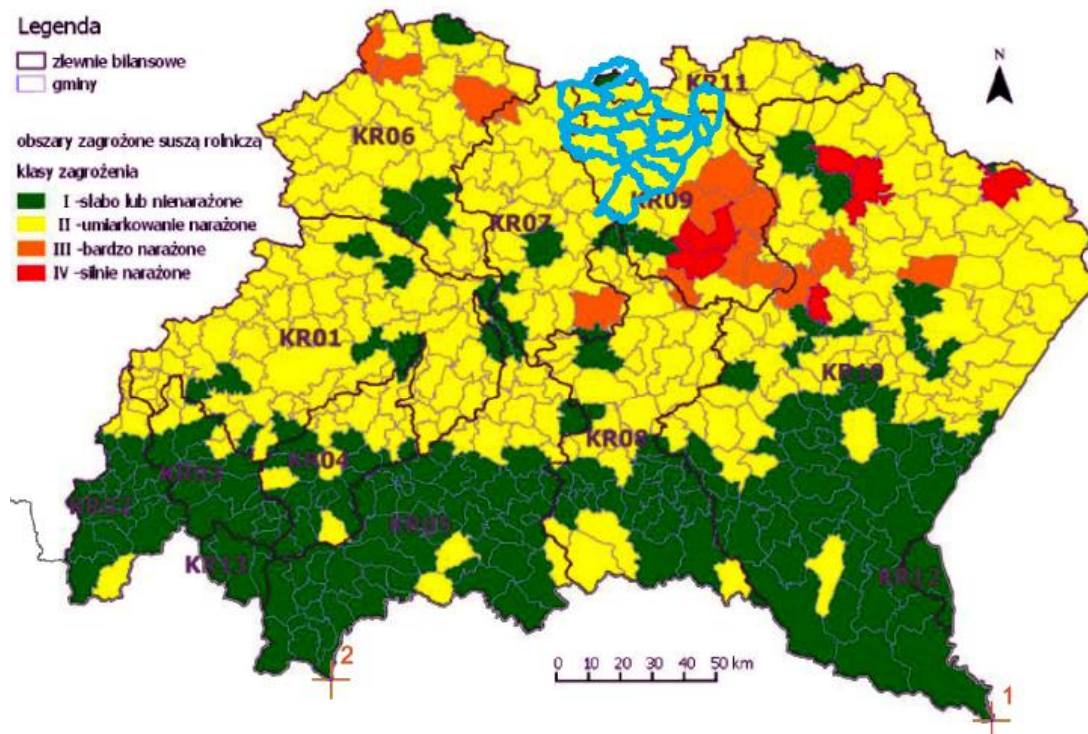 Legenda
zlewnie bilansowe
gminy
obszary zagrożone suszą rolniczą
klasy zagrożenia
I -słabo lub nienarażone
II -umiarkowanie narażone
III -bardzo narażone
IV -silnie narażone
N
KR11
KR06
KR09
KR07
KR01
KR10
KR08
KR04
KR03
KR02
KR05
KR13
KR12
2
0 10 20 30 40 50 km
1